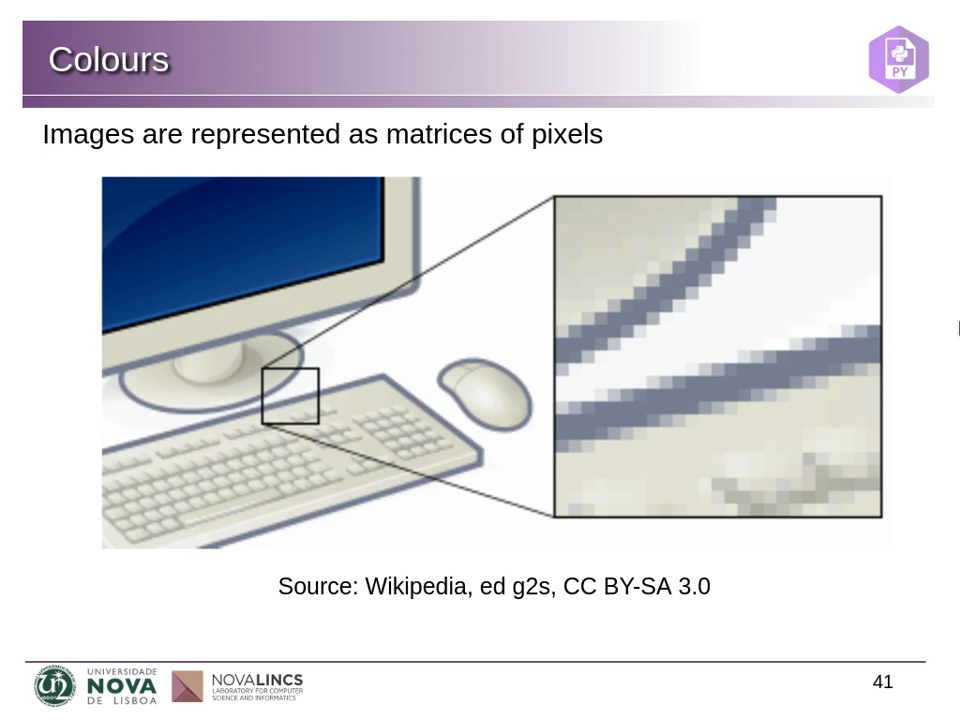 Colours
PY
Images are represented as matrices of pixels
Source: Wikipedia, ed g2s, CC BY-SA 3.0
UNIVERSIDADE
NOVA
DE LISBOA
NOVALINCS
LABORATORY FOR COMPUTER
SCIENCE AND INFORMATICS
41